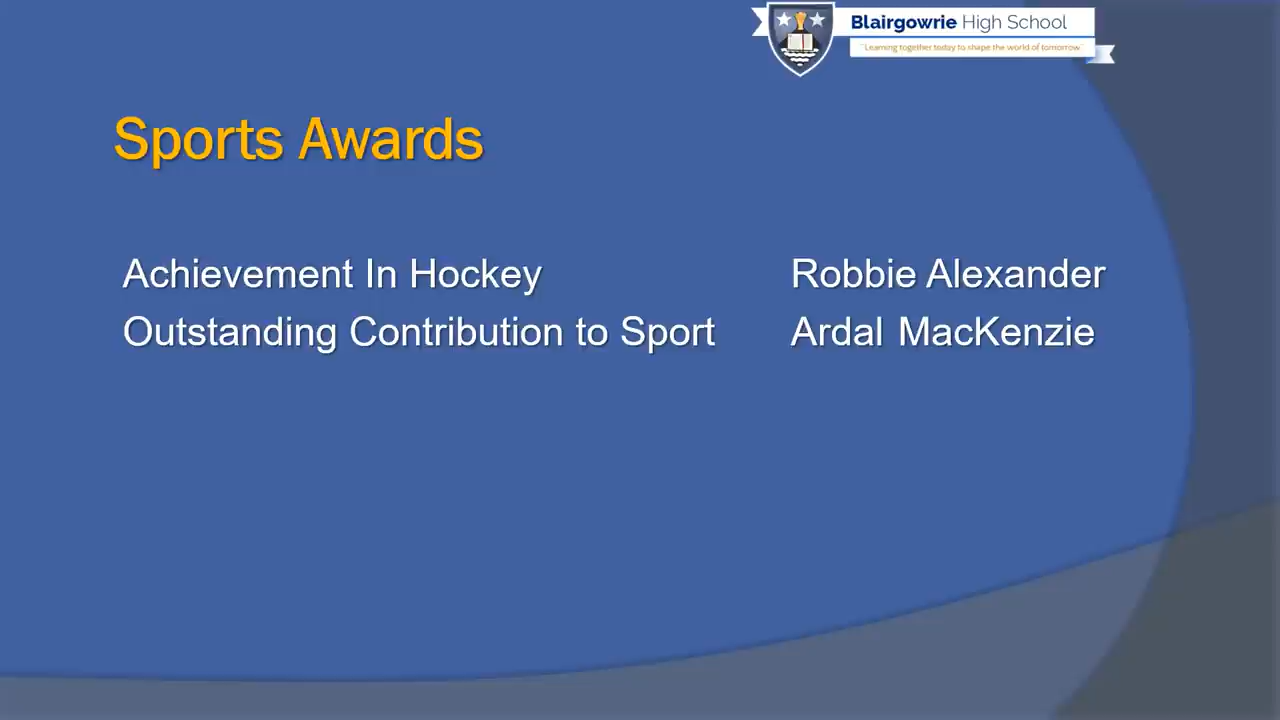 Blairgowrie High School
"Learning together today to shape the world of tomorrow"
Sports Awards
Achievement In Hockey Robbie Alexander
Outstanding Contribution to Sport Ardal MacKenzie